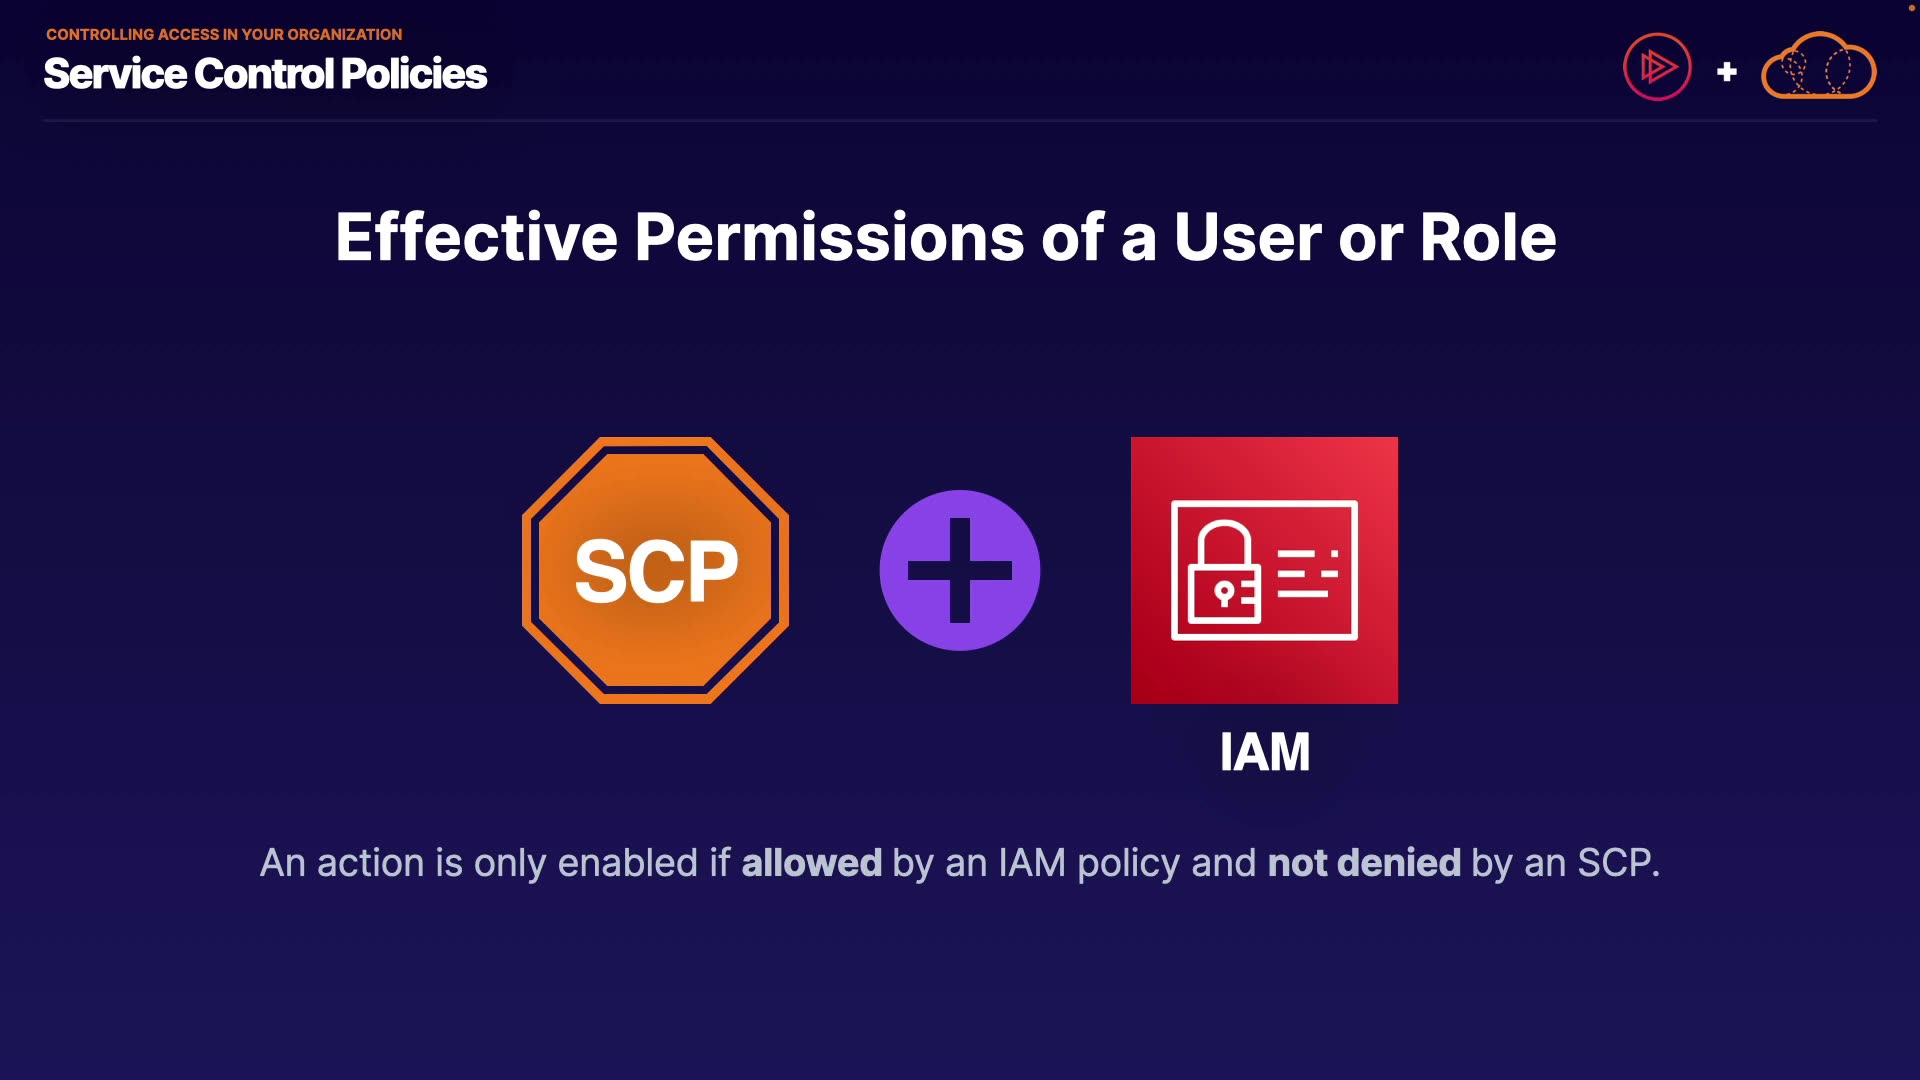 CONTROLLING ACCESS IN YOUR ORGANIZATION
Service Control Policies
Effective Permissions of a User or Role
SCP
IAM
An action is only enabled if allowed by an IAM policy and not denied by an SCP.